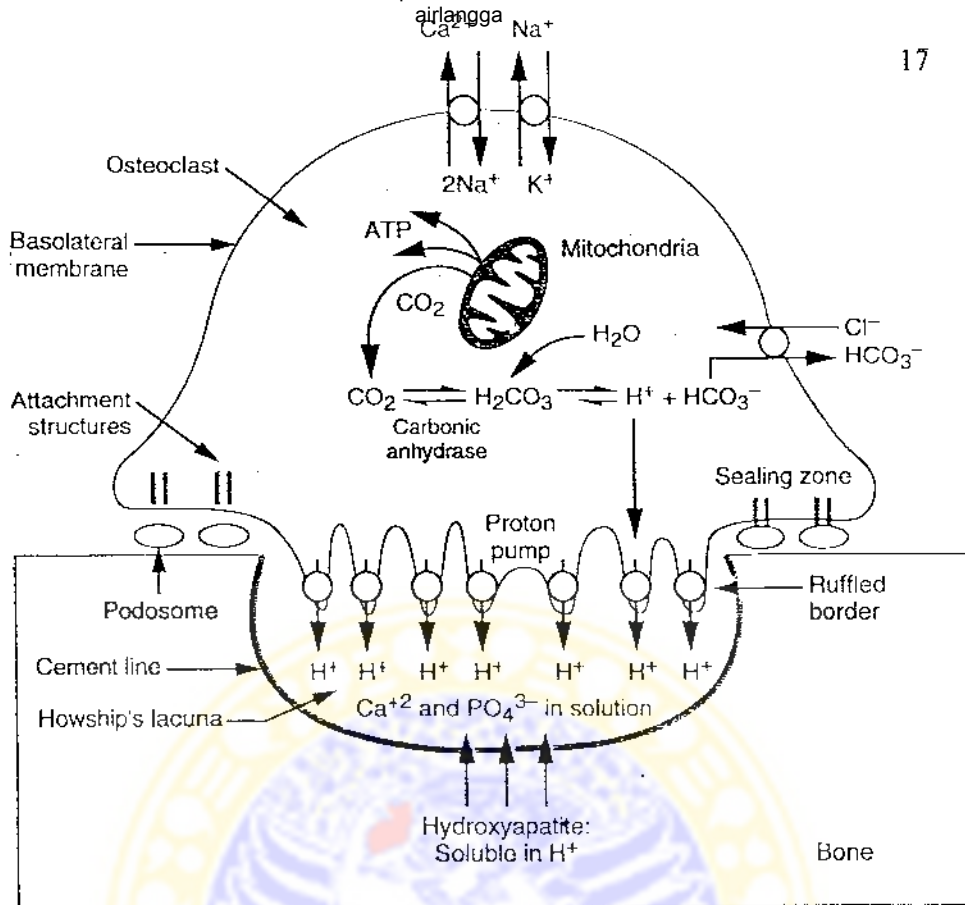 airlangga
Ca²⁺ Na⁺
17
Osteoclast
2Na⁺ K⁺
Basolateral
membrane
ATP
Mitochondria
CO₂
H₂O
Cl⁻
HCO₃⁻
CO₂ H₂CO₃ H⁺ + HCO₃⁻
Carbonic
anhydrase
Attachment
structures
Sealing zone
Proton
pump
Podosome
Ruffled
border
Cement line
H⁺ H⁺ H⁺ H⁺ H⁺ H⁺ H⁺
Howship's lacuna
Ca⁺² and PO₄³⁻ in solution
Hydroxyapatite:
Soluble in H⁺
Bone